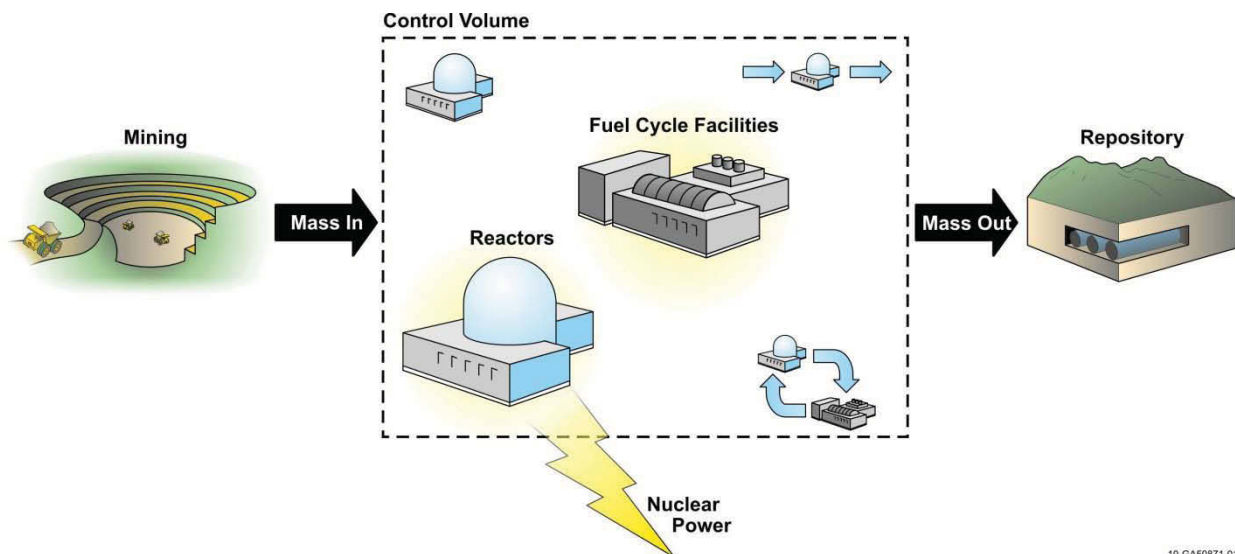 Control Volume
Mining
Fuel Cycle Facilities
Repository
Mass In
Mass Out
Reactors
Nuclear
Power